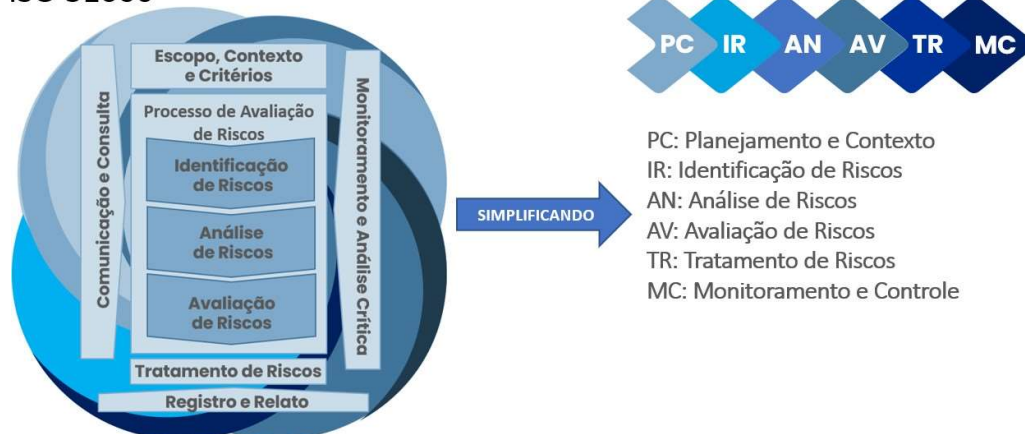 Escopo, Contexto
e Critérios
Processo de Avaliação
de Riscos
Identificação
de Riscos
Análise
de Riscos
Avaliação
de Riscos
Comunicação e Consulta
Monitoramento e Análise Crítica
Tratamento de Riscos
Registro e Relato
SIMPLIFICANDO
PC IR AN AV TR MC
PC: Planejamento e Contexto
IR: Identificação de Riscos
AN: Análise de Riscos
AV: Avaliação de Riscos
TR: Tratamento de Riscos
MC: Monitoramento e Controle